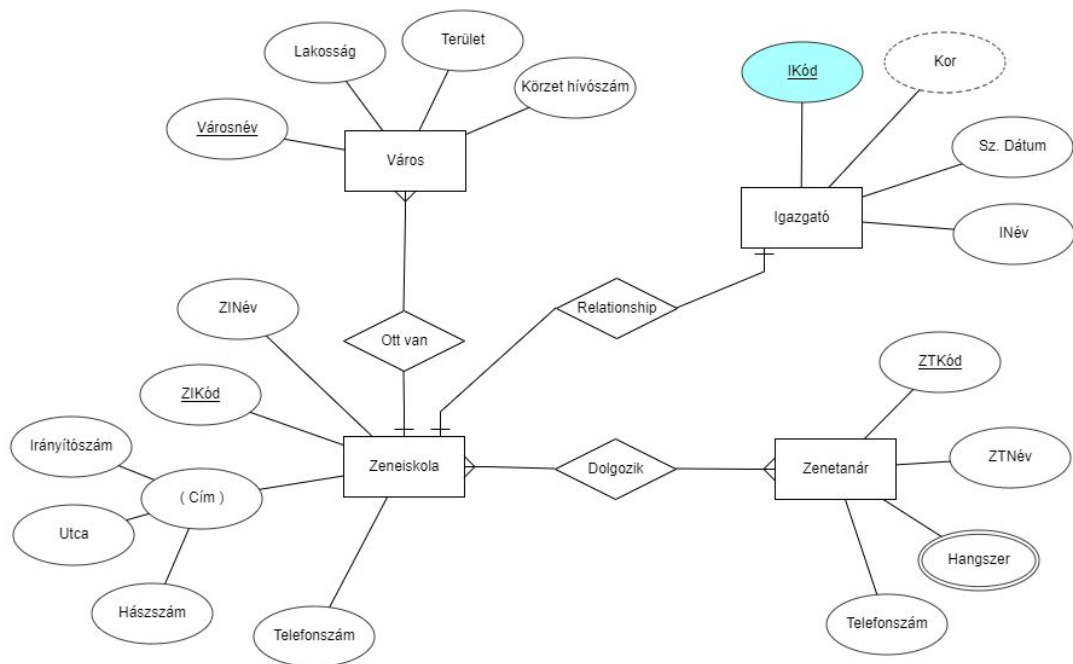 Lakosság
Terület
Körzet hívószám
Városnév
Város
IKód
Kor
Sz. Dátum
Igazgató
INév
ZINév
Ott van
Relationship
ZIKód
ZTKód
Irányítószám
Zeneiskola
Dolgozik
Zenetanár
ZTNév
( Cím )
Utca
Hangszer
Hászszám
Telefonszám
Telefonszám